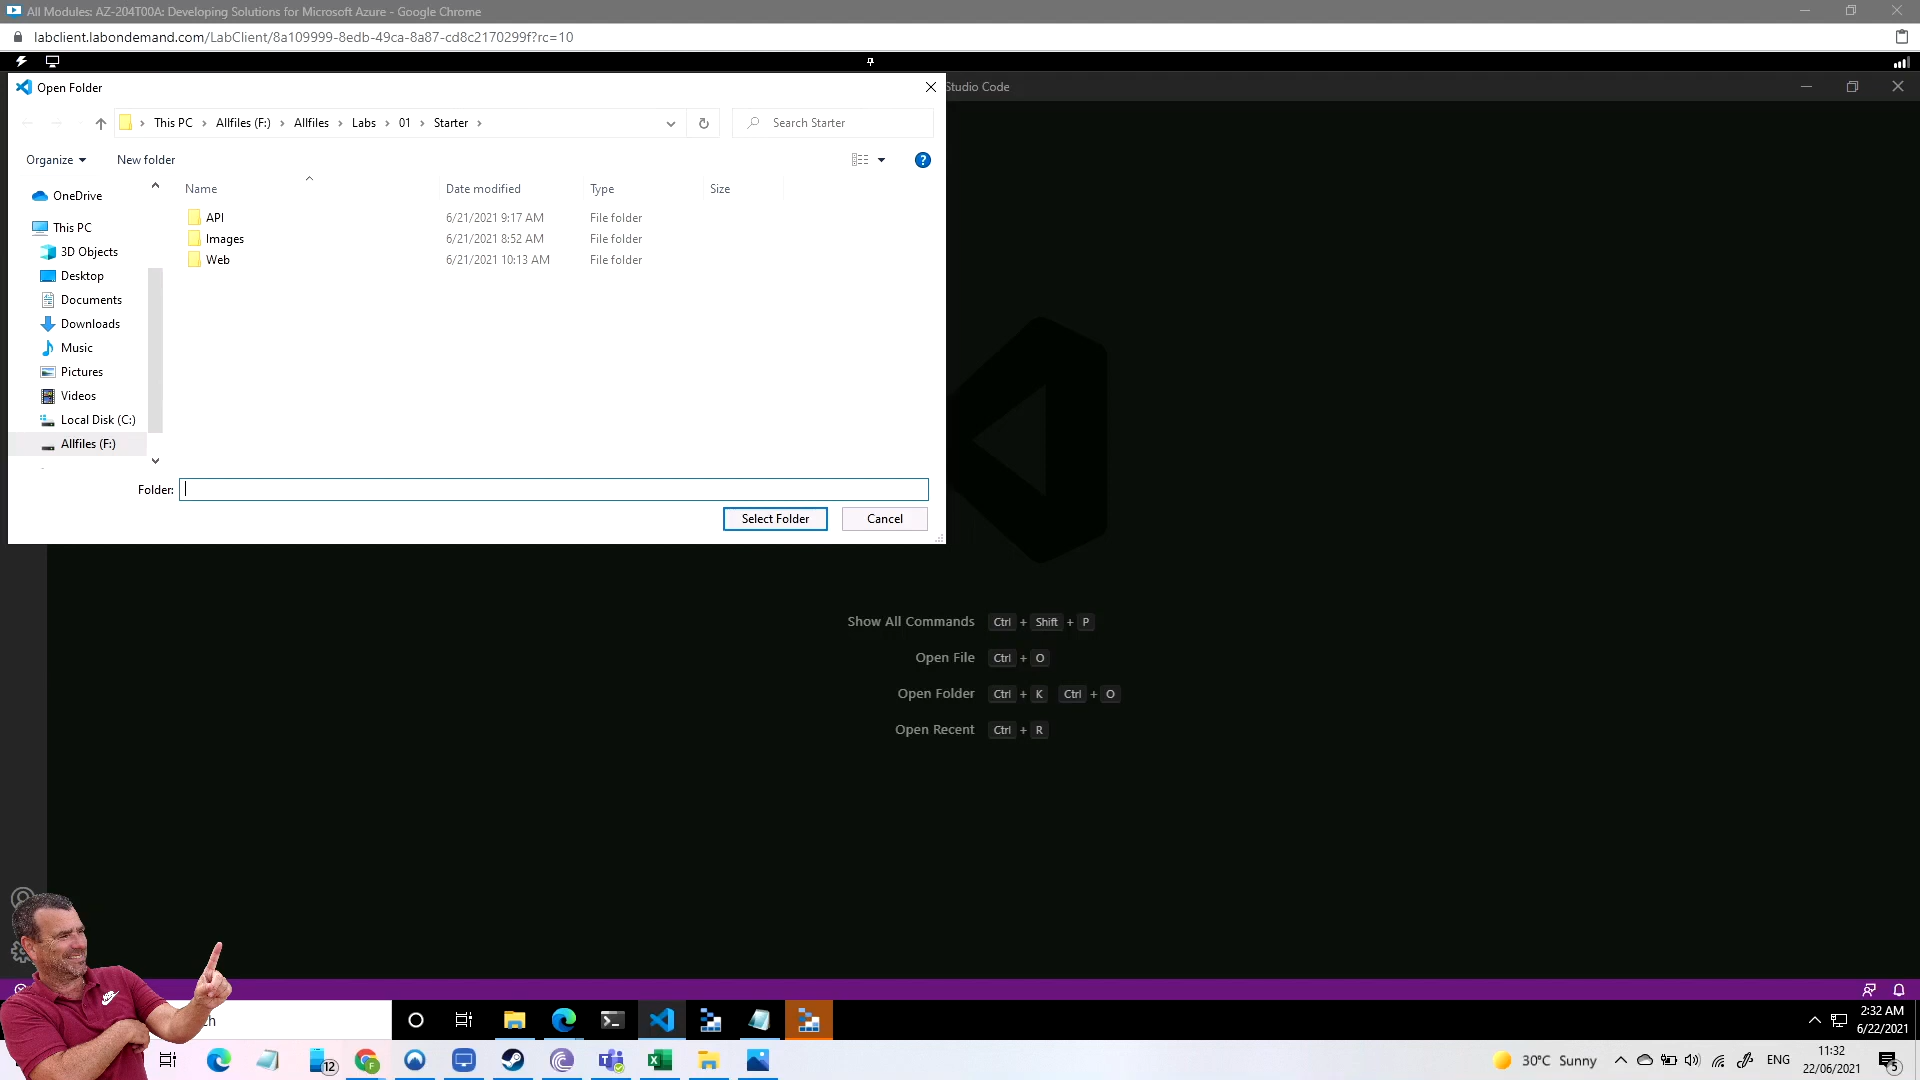 All Modules: AZ-204T00A: Developing Solutions for Microsoft Azure - Google Chrome
labclient.labondemand.com/LabClient/8a109999-8edb-49ca-8a87-cd8c2170299f?rc=10
Open Folder
Studio Code
This PC > Allfiles (F:) > Allfiles > Labs > 01 > Starter >
Search Starter
Organize
New folder
?
Name Date modified Type Size
API 6/21/2021 9:17 AM File folder
Images 6/21/2021 8:52 AM File folder
Web 6/21/2021 10:13 AM File folder
OneDrive
This PC
3D Objects
Desktop
Documents
Downloads
Music
Pictures
Videos
Local Disk (C:)
Allfiles (F:)
Folder:
Select Folder
Cancel
Show All Commands Ctrl + Shift + P
Open File Ctrl + O
Open Folder Ctrl + K Ctrl + O
Open Recent Ctrl + R
ch
2:32 AM
6/22/2021
12
F
T
X
30°C Sunny
ENG
11:32
22/06/2021
5